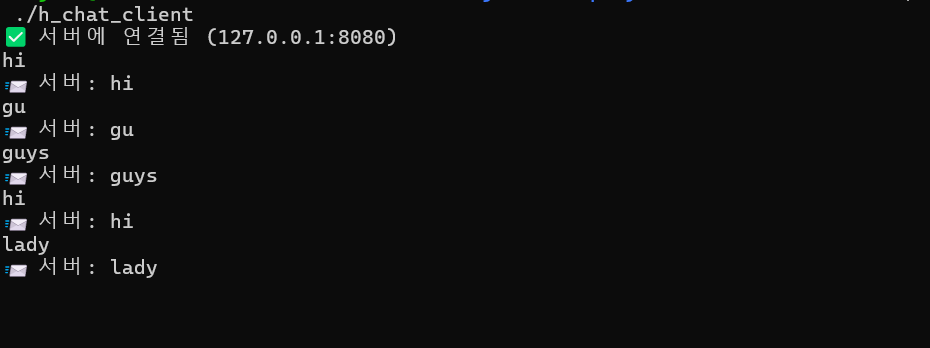 ./h_chat_client
✅ 서버에 연결됨 (127.0.0.1:8080)
hi
📨 서버: hi
gu
📨 서버: gu
guys
📨 서버: guys
hi
📨 서버: hi
lady
📨 서버: lady